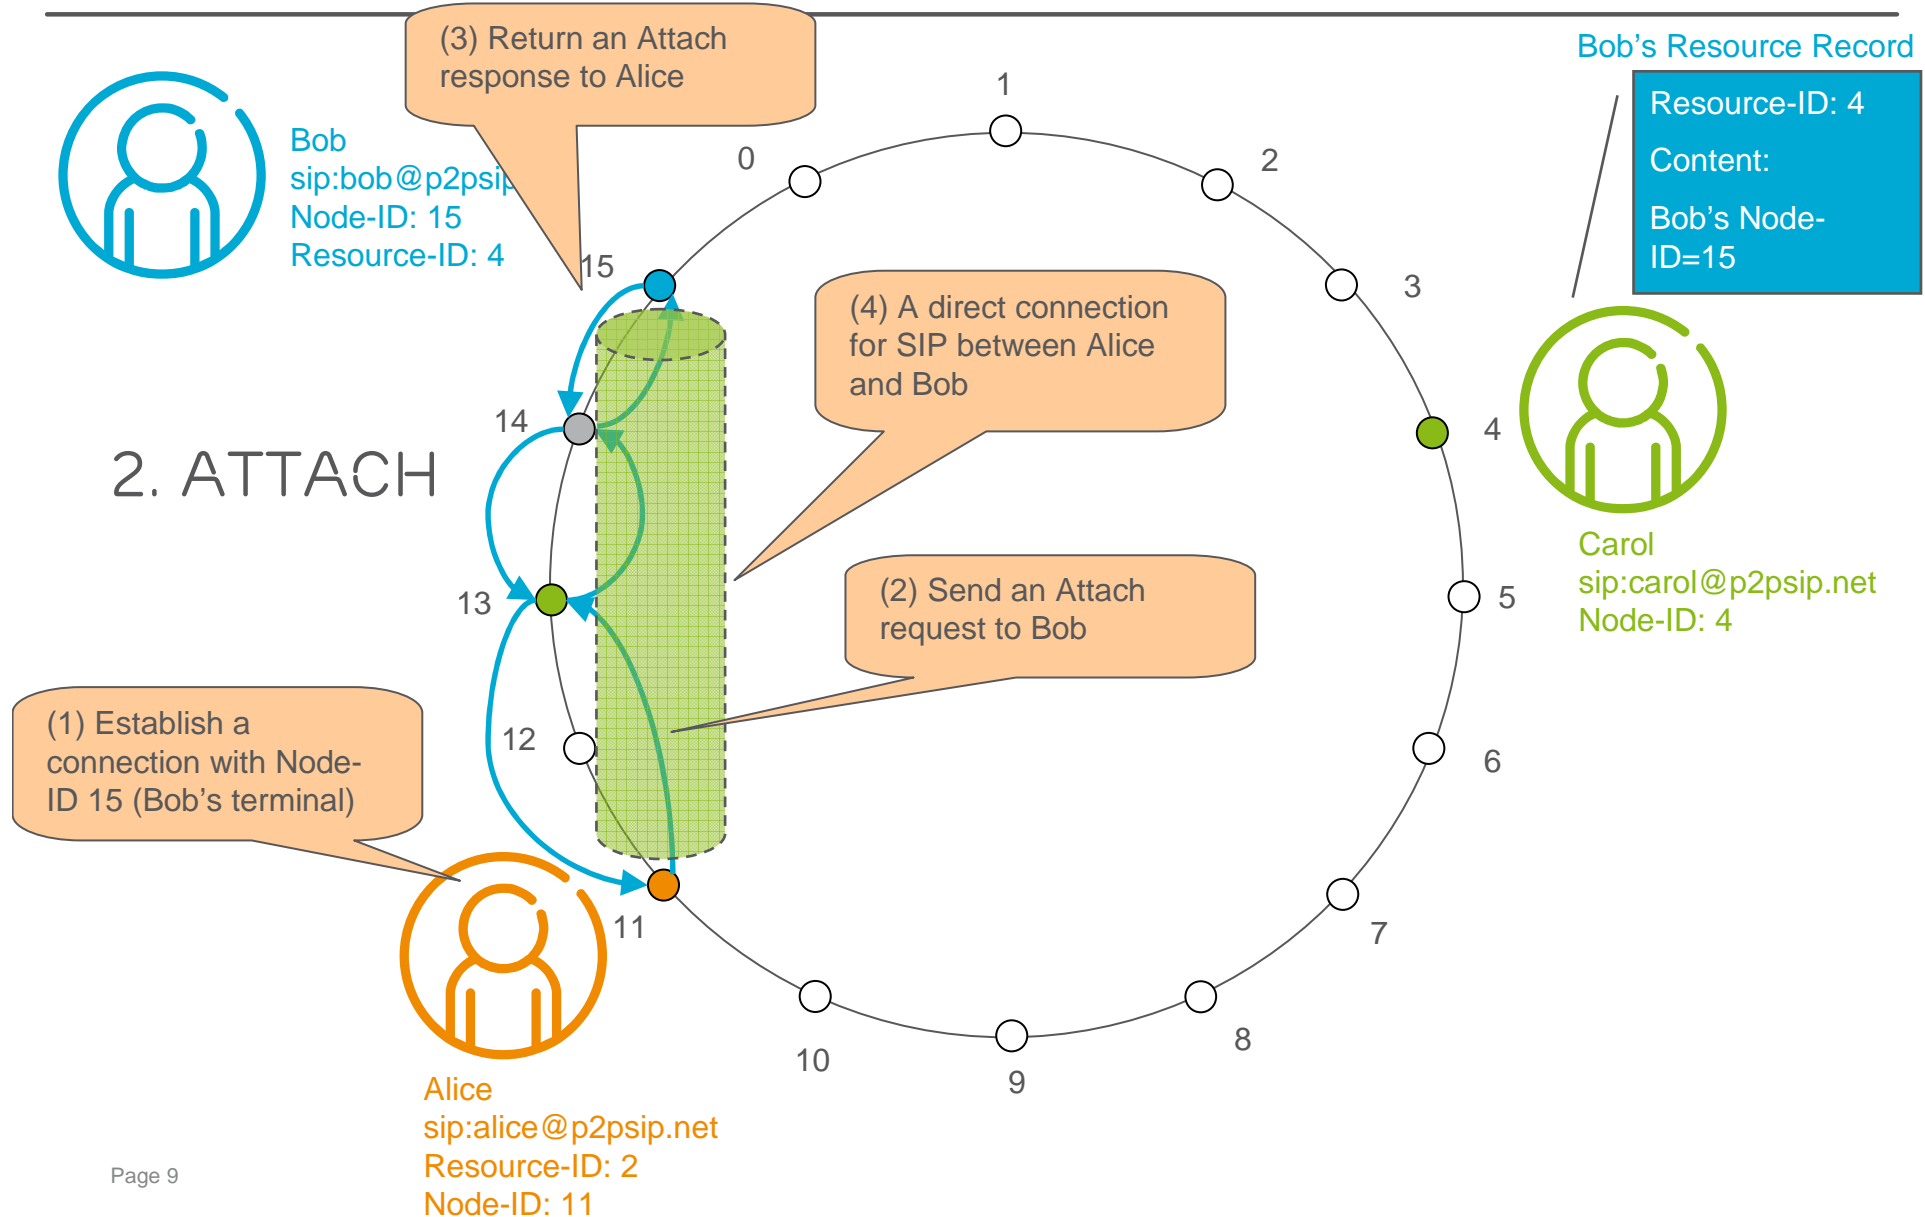 (3) Return an Attach
response to Alice
Bob's Resource Record
Resource-ID: 4
Content:
Bob's Node-
ID=15
Bob
sip:bob@p2psip
Node-ID: 15
Resource-ID: 4
1
0
2
15
3
(4) A direct connection
for SIP between Alice
and Bob
14
4
2. ATTACH
Carol
sip:carol@p2psip.net
Node-ID: 4
13
5
(2) Send an Attach
request to Bob
(1) Establish a
connection with Node-
ID 15 (Bob's terminal)
12
6
11
7
10
9
8
Alice
sip:alice@p2psip.net
Resource-ID: 2
Node-ID: 11
Page 9